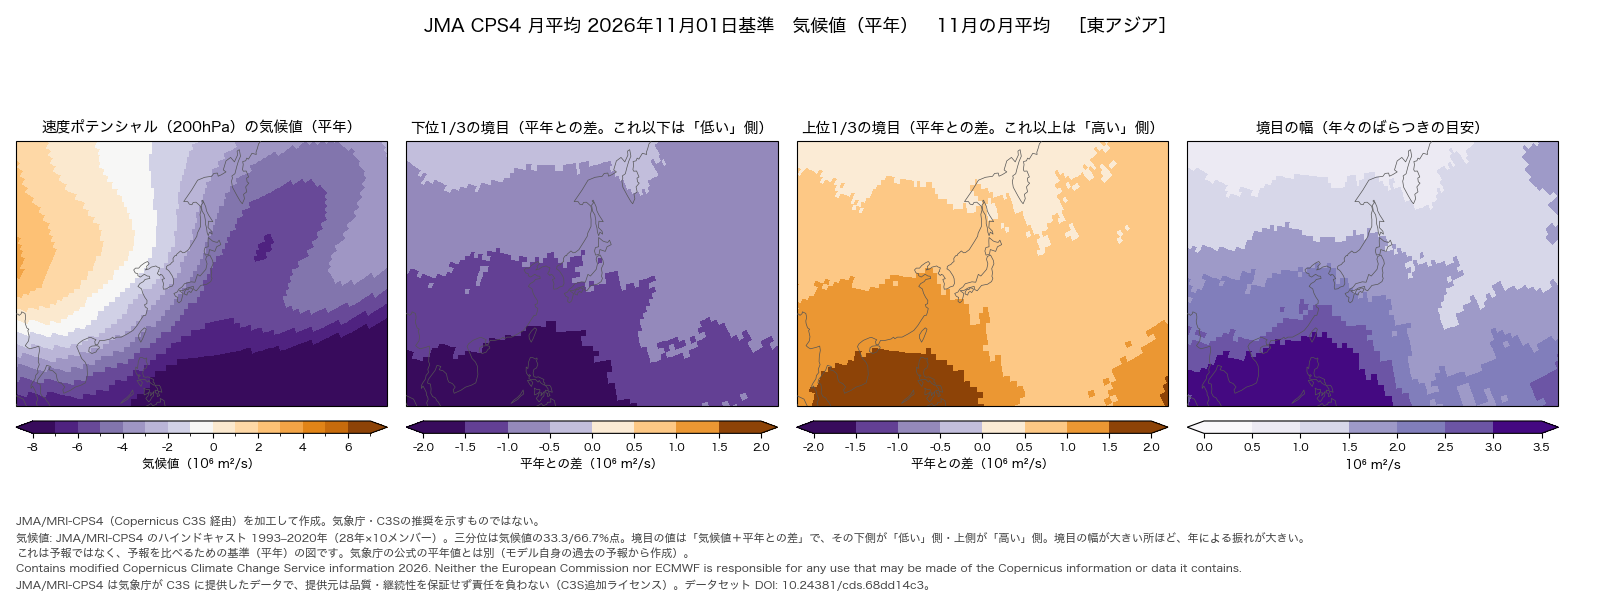 JMA CPS4 月平均 2026年11月01日基準　気候値（平年）　11月の月平均　［東アジア］
速度ポテンシャル（200hPa）の気候値（平年）
下位1/3の境目（平年との差。これ以下は「低い」側）
上位1/3の境目（平年との差。これ以上は「高い」側）
境目の幅（年々のばらつきの目安）
-8 -6 -4 -2 0 2 4 6
気候値（10⁶ m²/s）
-2.0 -1.5 -1.0 -0.5 0.0 0.5 1.0 1.5 2.0
平年との差（10⁶ m²/s）
-2.0 -1.5 -1.0 -0.5 0.0 0.5 1.0 1.5 2.0
平年との差（10⁶ m²/s）
0.0 0.5 1.0 1.5 2.0 2.5 3.0 3.5
10⁶ m²/s
JMA/MRI-CPS4（Copernicus C3S 経由）を加工して作成。気象庁・C3Sの推奨を示すものではない。
気候値: JMA/MRI-CPS4 のハインドキャスト 1993–2020年（28年×10メンバー）。三分位は気候値の33.3/66.7%点。境目の値は「気候値＋平年との差」で、その下側が「低い」側・上側が「高い」側。境目の幅が大きい所ほど、年による振れが大きい。
これは予報ではなく、予報を比べるための基準（平年）の図です。気象庁の公式の平年値とは別（モデル自身の過去の予報から作成）。
Contains modified Copernicus Climate Change Service information 2026. Neither the European Commission nor ECMWF is responsible for any use that may be made of the Copernicus information or data it contains.
JMA/MRI-CPS4 は気象庁が C3S に提供したデータで、提供元は品質・継続性を保証せず責任を負わない（C3S追加ライセンス）。データセット DOI: 10.24381/cds.68dd14c3。